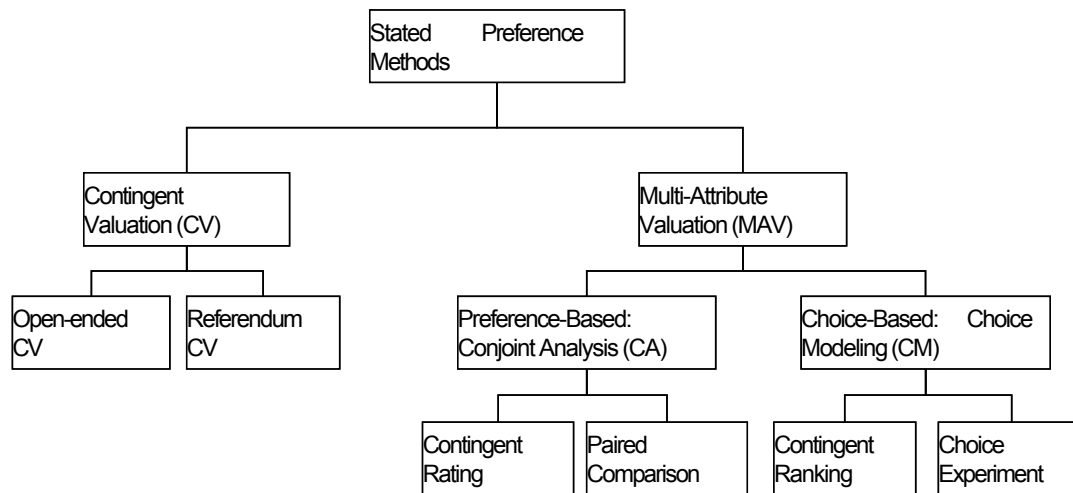 Stated Preference
Methods
Contingent
Valuation (CV)
Multi-Attribute
Valuation (MAV)
Open-ended
CV
Referendum
CV
Preference-Based:
Conjoint Analysis (CA)
Choice-Based: Choice
Modeling (CM)
Contingent
Rating
Paired
Comparison
Contingent
Ranking
Choice
Experiment